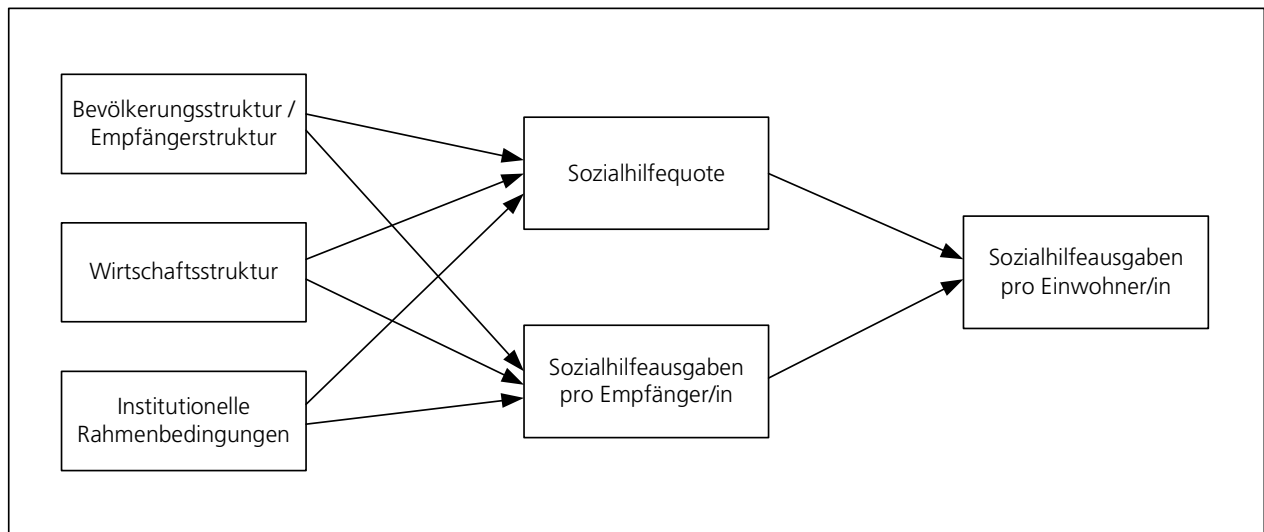 Bevölkerungsstruktur /
Empfängerstruktur
Wirtschaftsstruktur
Institutionelle
Rahmenbedingungen
Sozialhilfequote
Sozialhilfeausgaben
pro Empfänger/in
Sozialhilfeausgaben
pro Einwohner/in